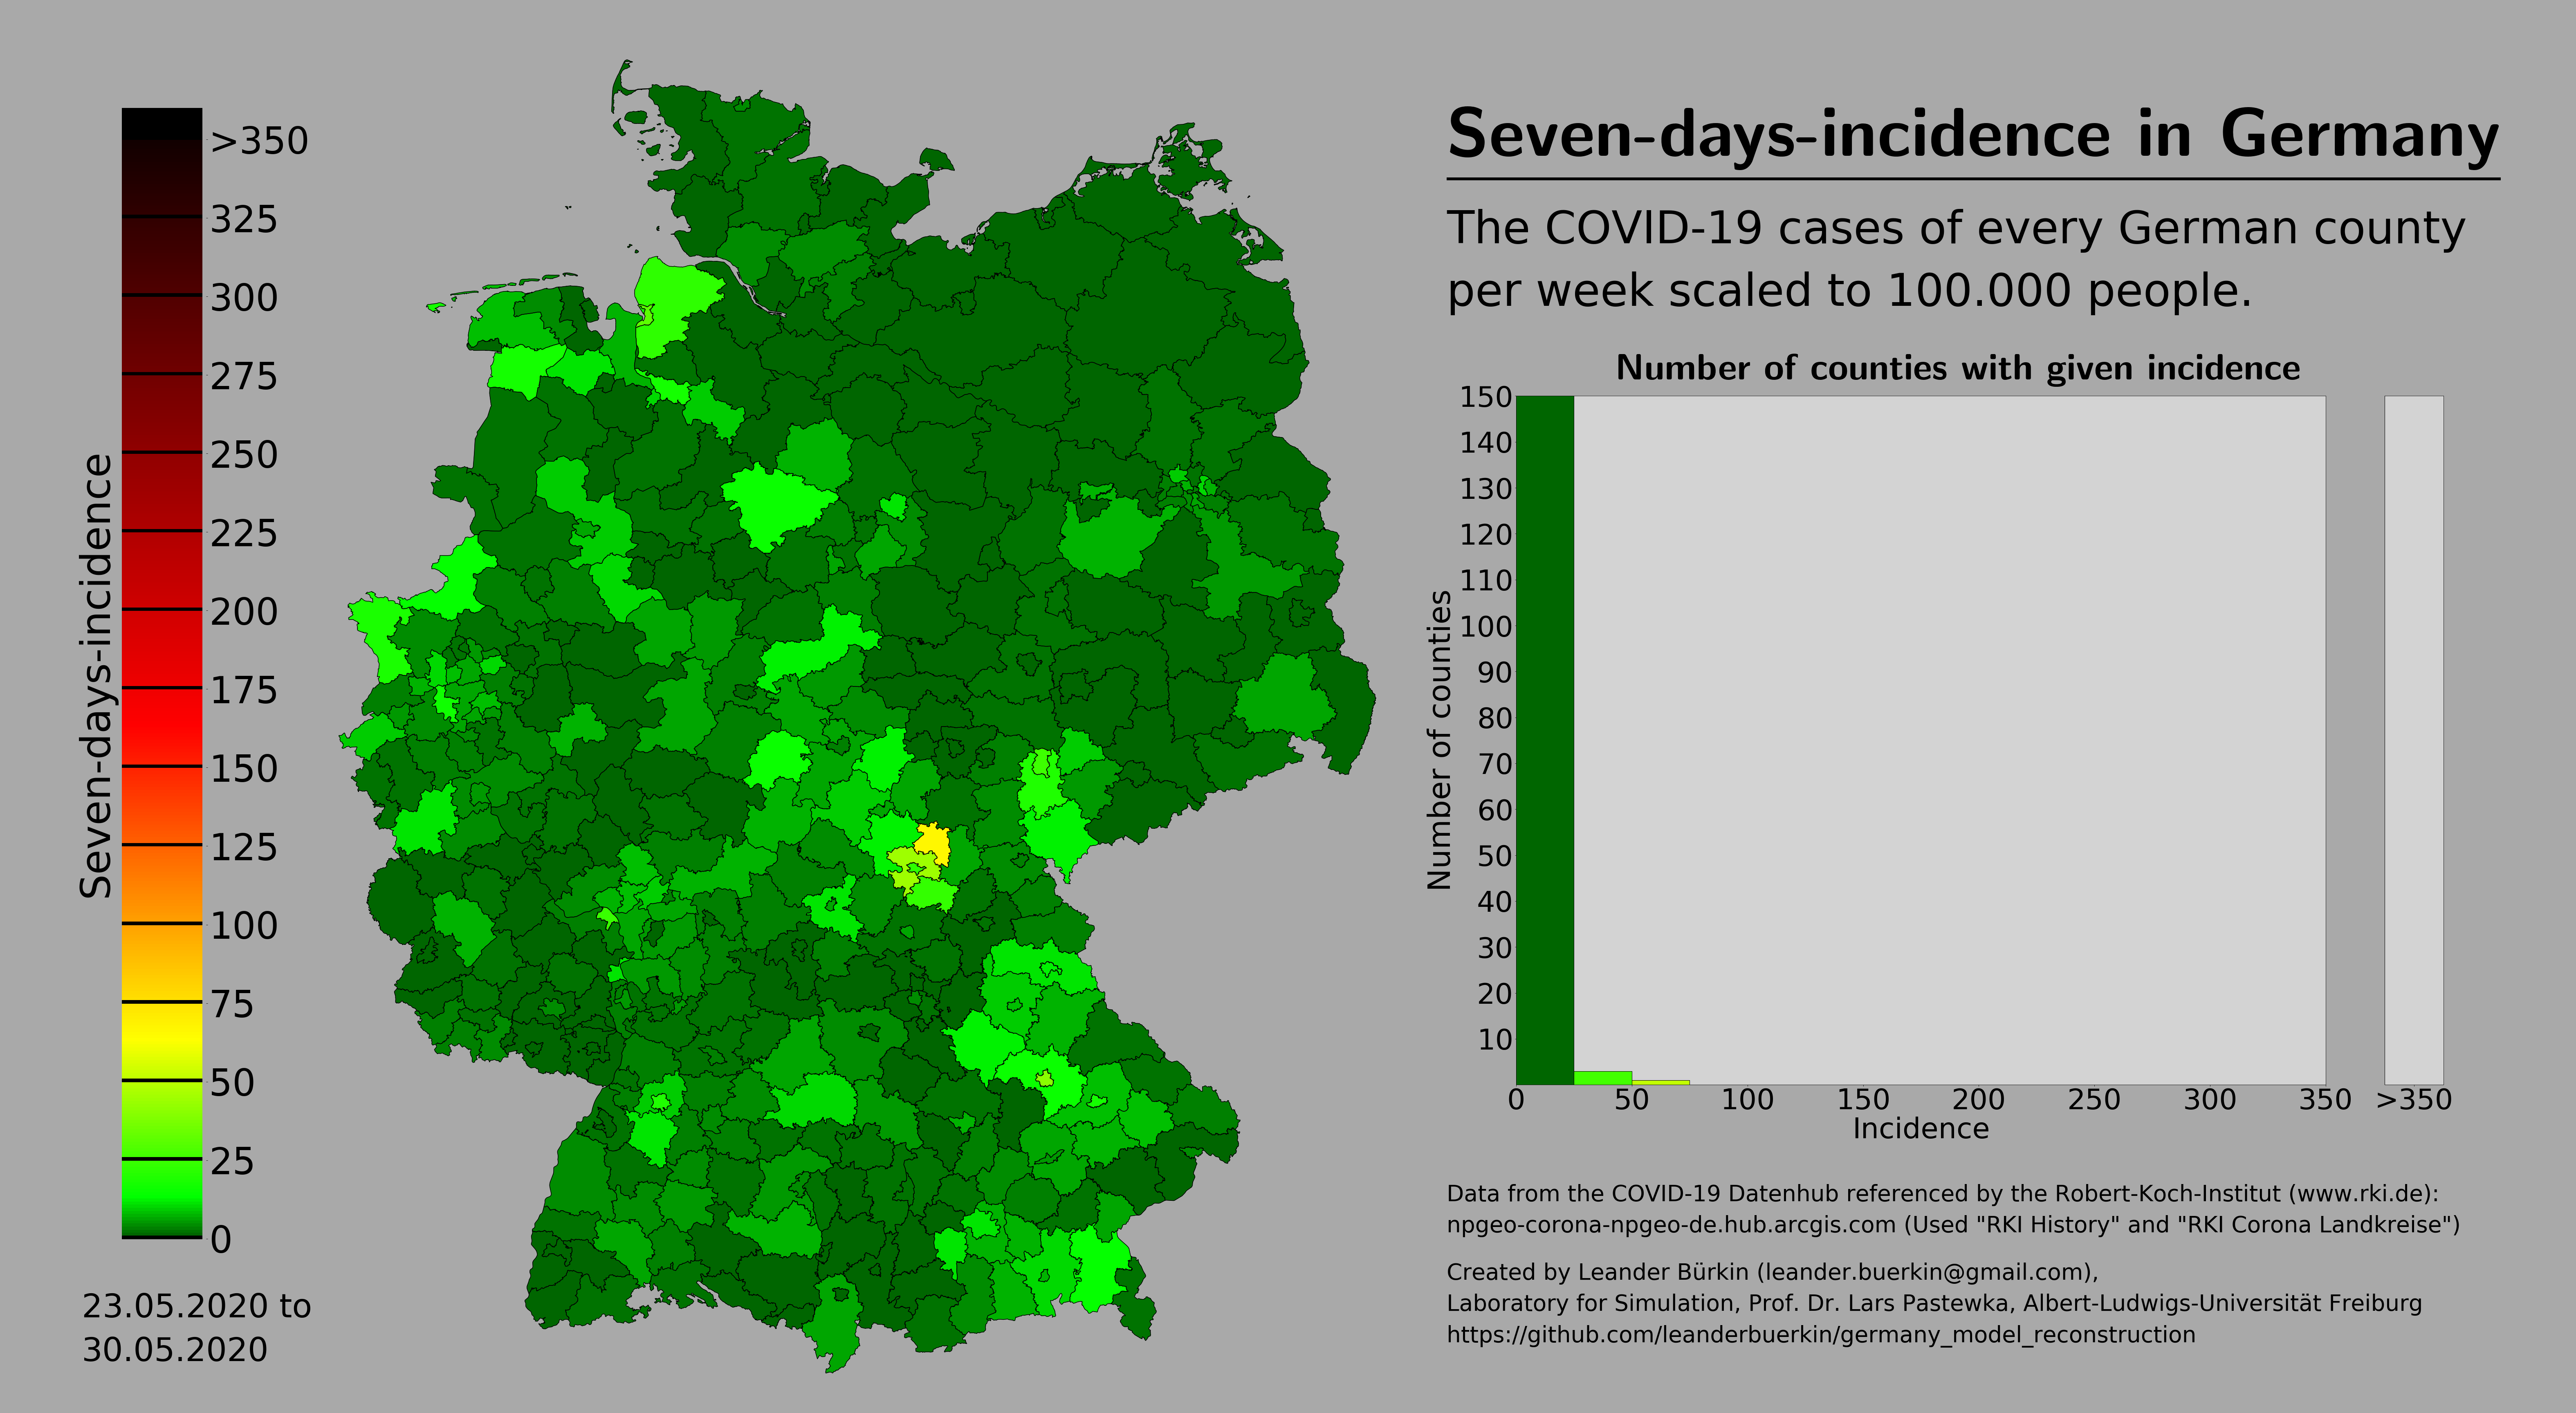 Seven-days-incidence in Germany
The COVID-19 cases of every German county
per week scaled to 100.000 people.
Seven-days-incidence
>350
325
300
275
250
225
200
175
150
125
100
75
50
25
0
23.05.2020 to
30.05.2020
Number of counties with given incidence
Number of counties
150
140
130
120
110
100
90
80
70
60
50
40
30
20
10
0 50 100 150 200 250 300 350 >350
Incidence
Data from the COVID-19 Datenhub referenced by the Robert-Koch-Institut (www.rki.de):
npgeo-corona-npgeo-de.hub.arcgis.com (Used "RKI History" and "RKI Corona Landkreise")
Created by Leander Bürkin (leander.buerkin@gmail.com),
Laboratory for Simulation, Prof. Dr. Lars Pastewka, Albert-Ludwigs-Universität Freiburg
https://github.com/leanderbuerkin/germany_model_reconstruction